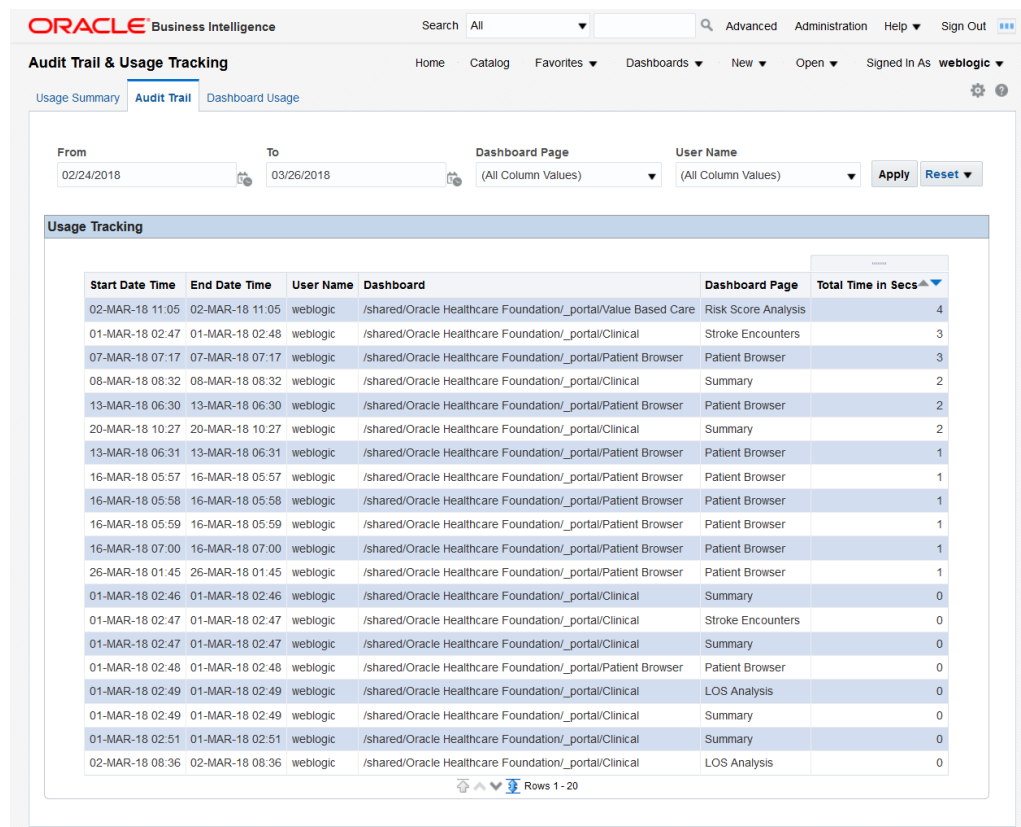 ORACLE Business Intelligence Search All Advanced Administration Help Sign Out
Audit Trail & Usage Tracking Home Catalog Favorites Dashboards New Open Signed In As weblogic
Usage Summary Audit Trail Dashboard Usage
From To Dashboard Page User Name
02/24/2018 03/26/2018 (All Column Values) (All Column Values) Apply Reset
Usage Tracking
Start Date Time End Date Time User Name Dashboard Dashboard Page Total Time in Secs
02-MAR-18 11:05 02-MAR-18 11:05 weblogic /shared/Oracle Healthcare Foundation/_portal/Value Based Care Risk Score Analysis 4
01-MAR-18 02:47 01-MAR-18 02:48 weblogic /shared/Oracle Healthcare Foundation/_portal/Clinical Stroke Encounters 3
07-MAR-18 07:17 07-MAR-18 07:17 weblogic /shared/Oracle Healthcare Foundation/_portal/Patient Browser Patient Browser 3
08-MAR-18 08:32 08-MAR-18 08:32 weblogic /shared/Oracle Healthcare Foundation/_portal/Clinical Summary 2
13-MAR-18 06:30 13-MAR-18 06:30 weblogic /shared/Oracle Healthcare Foundation/_portal/Patient Browser Patient Browser 2
20-MAR-18 10:27 20-MAR-18 10:27 weblogic /shared/Oracle Healthcare Foundation/_portal/Clinical Summary 2
13-MAR-18 06:31 13-MAR-18 06:31 weblogic /shared/Oracle Healthcare Foundation/_portal/Patient Browser Patient Browser 1
16-MAR-18 05:57 16-MAR-18 05:57 weblogic /shared/Oracle Healthcare Foundation/_portal/Patient Browser Patient Browser 1
16-MAR-18 05:58 16-MAR-18 05:58 weblogic /shared/Oracle Healthcare Foundation/_portal/Patient Browser Patient Browser 1
16-MAR-18 05:59 16-MAR-18 05:59 weblogic /shared/Oracle Healthcare Foundation/_portal/Patient Browser Patient Browser 1
16-MAR-18 07:00 16-MAR-18 07:00 weblogic /shared/Oracle Healthcare Foundation/_portal/Patient Browser Patient Browser 1
26-MAR-18 01:45 26-MAR-18 01:45 weblogic /shared/Oracle Healthcare Foundation/_portal/Patient Browser Patient Browser 1
01-MAR-18 02:46 01-MAR-18 02:46 weblogic /shared/Oracle Healthcare Foundation/_portal/Clinical Summary 0
01-MAR-18 02:47 01-MAR-18 02:47 weblogic /shared/Oracle Healthcare Foundation/_portal/Clinical Stroke Encounters 0
01-MAR-18 02:47 01-MAR-18 02:47 weblogic /shared/Oracle Healthcare Foundation/_portal/Clinical Summary 0
01-MAR-18 02:48 01-MAR-18 02:48 weblogic /shared/Oracle Healthcare Foundation/_portal/Patient Browser Patient Browser 0
01-MAR-18 02:49 01-MAR-18 02:49 weblogic /shared/Oracle Healthcare Foundation/_portal/Clinical LOS Analysis 0
01-MAR-18 02:49 01-MAR-18 02:49 weblogic /shared/Oracle Healthcare Foundation/_portal/Clinical Summary 0
01-MAR-18 02:51 01-MAR-18 02:51 weblogic /shared/Oracle Healthcare Foundation/_portal/Clinical Summary 0
02-MAR-18 08:36 02-MAR-18 08:36 weblogic /shared/Oracle Healthcare Foundation/_portal/Clinical LOS Analysis 0
Rows 1 - 20